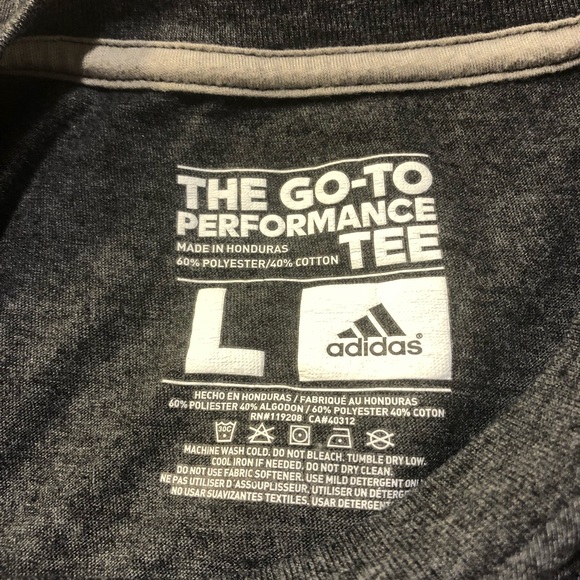 THE GO-TO
PERFORMANCE
MADE IN HONDURAS
60% POLYESTER/40% COTTON
TEE
L
adidas®
HECHO EN HONDURAS / FABRIQUÉ AU HONDURAS
60% POLIESTER 40% ALGODON / 60% POLYESTER 40% COTON
RN#119208 CA#40312
30C
MACHINE WASH COLD. DO NOT BLEACH. TUMBLE DRY LOW.
COOL IRON IF NEEDED. DO NOT DRY CLEAN.
DO NOT USE FABRIC SOFTENER. USE MILD DETERGENT ONL
NE PAS UTILISER D'ASSOUPLISSEUR. UTILISER UN DÉTERG
NO USAR SUAVIZANTES TEXTILES. USAR DETERGENT